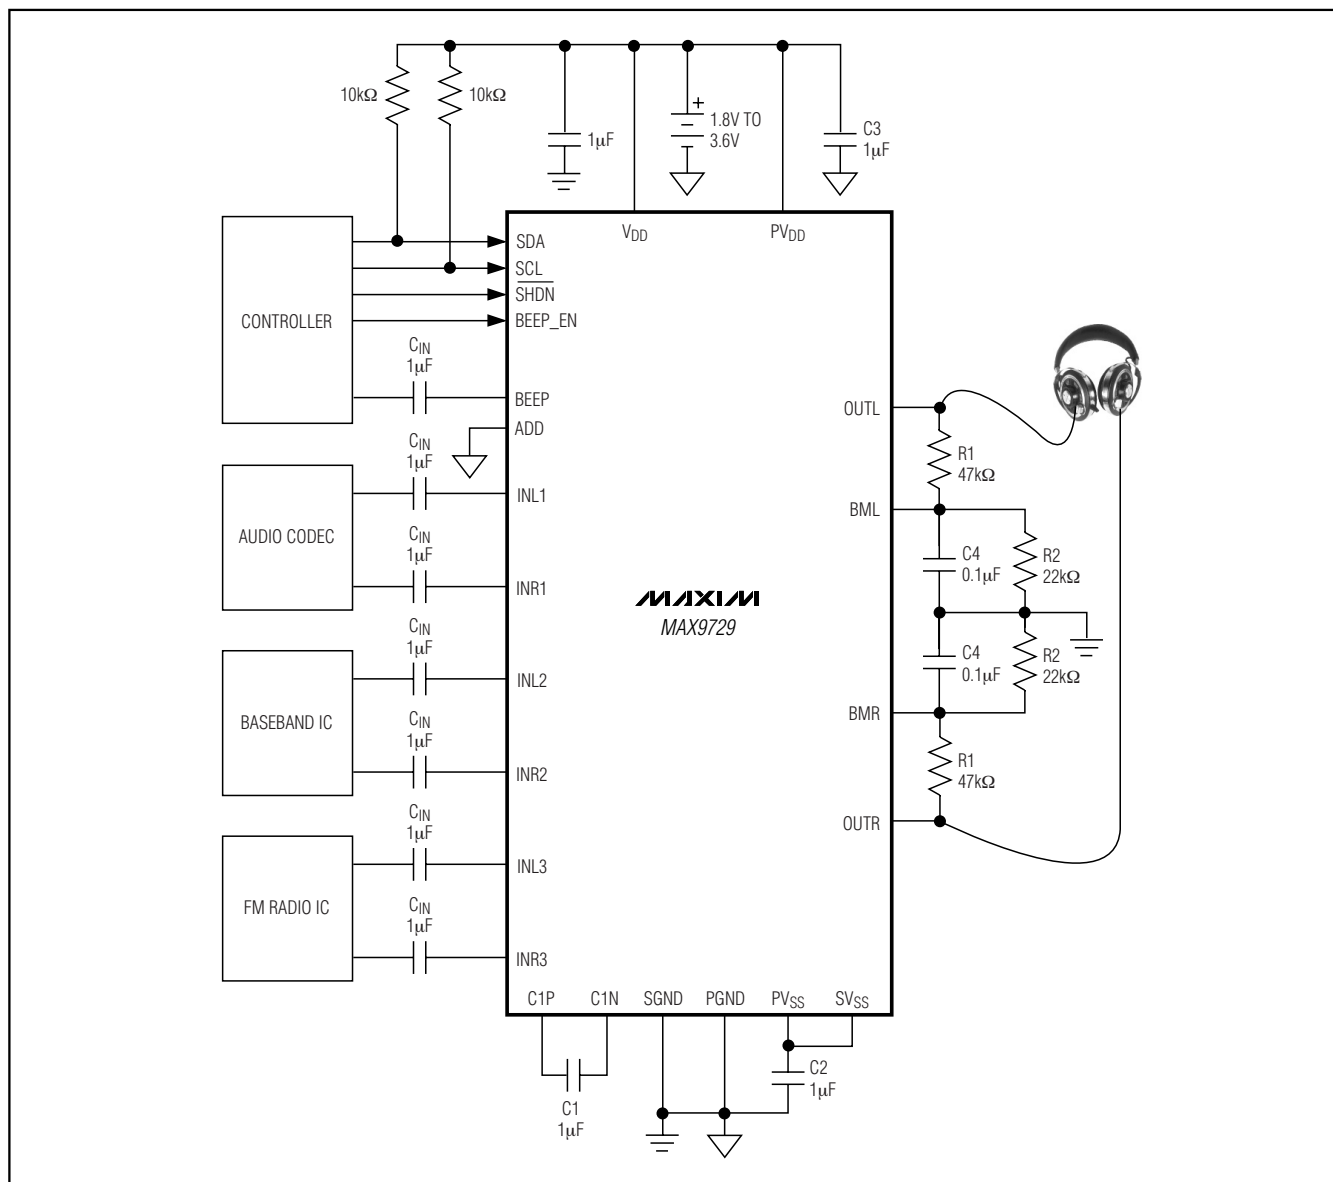 10kΩ
10kΩ
1µF
+
1.8V TO
3.6V
C3
1µF
VDD
PVDD
CONTROLLER
SDA
SCL
SHDN
BEEP_EN
CIN
1µF
BEEP
ADD
AUDIO CODEC
CIN
1µF
INL1
CIN
1µF
INR1
BASEBAND IC
CIN
1µF
INL2
CIN
1µF
INR2
FM RADIO IC
CIN
1µF
INL3
CIN
1µF
INR3
MAXIM
MAX9729
OUTL
R1
47kΩ
BML
C4
0.1µF
R2
22kΩ
C4
0.1µF
R2
22kΩ
BMR
R1
47kΩ
OUTR
C1P
C1N
SGND
PGND
PVSS
SVSS
C1
1µF
C2
1µF